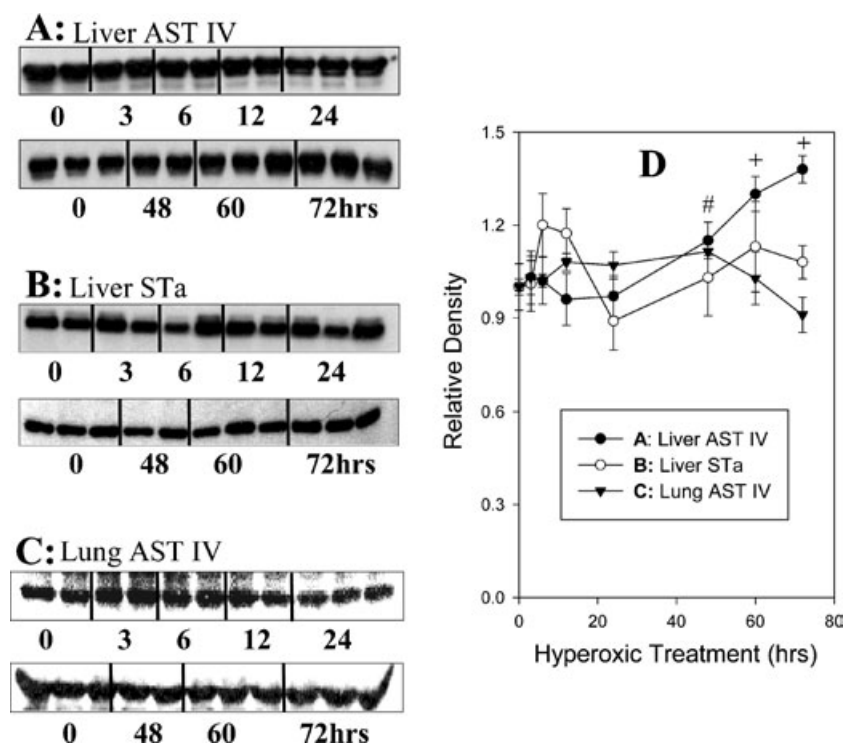 A: Liver AST IV
0 3 6 12 24
0 48 60 72hrs
B: Liver STa
0 3 6 12 24
0 48 60 72hrs
C: Lung AST IV
0 3 6 12 24
0 48 60 72hrs
D
1.5
1.2
0.9
0.6
0.3
0.0
Relative Density
# + +
A: Liver AST IV
B: Liver STa
C: Lung AST IV
0 20 40 60 80
Hyperoxic Treatment (hrs)